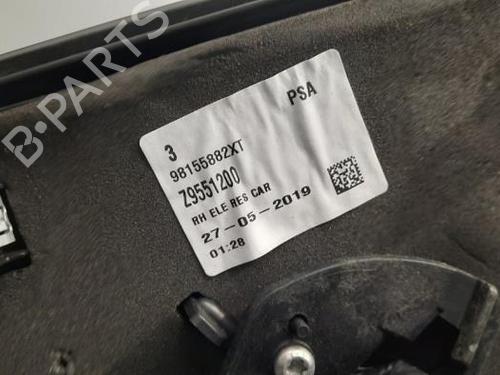 B-PARTS
PSA
3
98155882XT
Z9551200
RH ELE RES CAR
27-05-2019
01:28